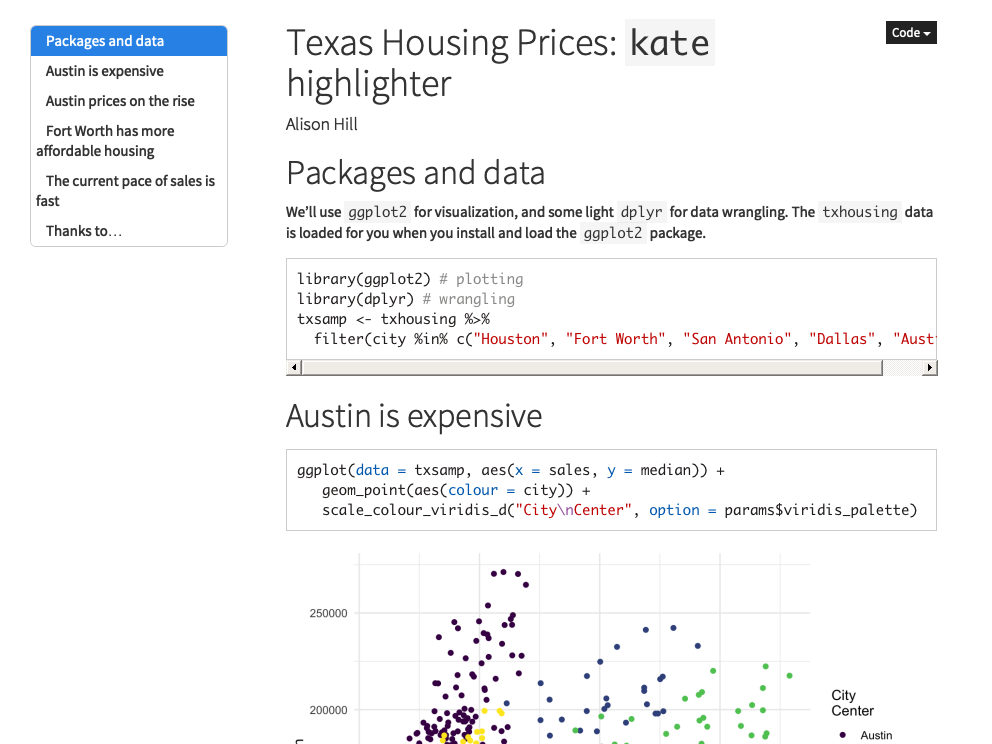 Packages and data
Austin is expensive
Austin prices on the rise
Fort Worth has more
affordable housing
The current pace of sales is
fast
Thanks to…
Texas Housing Prices: kate
highlighter
Code
Alison Hill
Packages and data
We’ll use ggplot2 for visualization, and some light dplyr for data wrangling. The txhousing data
is loaded for you when you install and load the ggplot2 package.
library(ggplot2) # plotting
library(dplyr) # wrangling
txsamp <- txhousing %>%
filter(city %in% c("Houston", "Fort Worth", "San Antonio", "Dallas", "Aust
Austin is expensive
ggplot(data = txsamp, aes(x = sales, y = median)) +
geom_point(aes(colour = city)) +
scale_colour_viridis_d("City\nCenter", option = params$viridis_palette)
250000
200000
City
Center
Austin